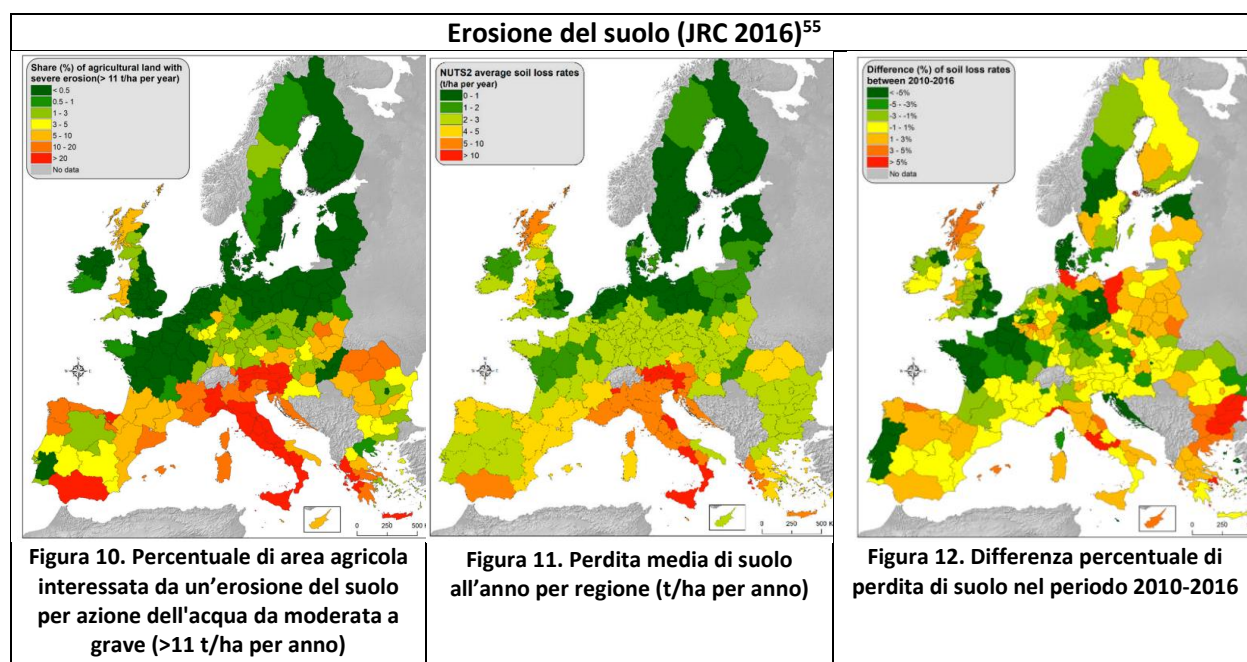 Erosione del suolo (JRC 2016)⁵⁵
Share (%) of agricultural land with
severe erosion(> 11 t/ha per year)
< 0.5
0.5 - 1
1 - 3
3 - 5
5 - 10
10 - 20
> 20
No data
0 250 500 K
Figura 10. Percentuale di area agricola
interessata da un’erosione del suolo
per azione dell'acqua da moderata a
grave (>11 t/ha per anno)
NUTS2 average soil loss rates
(t/ha per year)
0 - 1
1 - 2
2 - 3
4 - 5
5 - 10
> 10
No data
0 250 500 K
Figura 11. Perdita media di suolo
all’anno per regione (t/ha per anno)
Difference (%) of soil loss rates
between 2010-2016
< -5%
-5 - -3%
-3 - -1%
-1 - 1%
1 - 3%
3 - 5%
> 5%
No data
0 250
Figura 12. Differenza percentuale di
perdita di suolo nel periodo 2010-2016